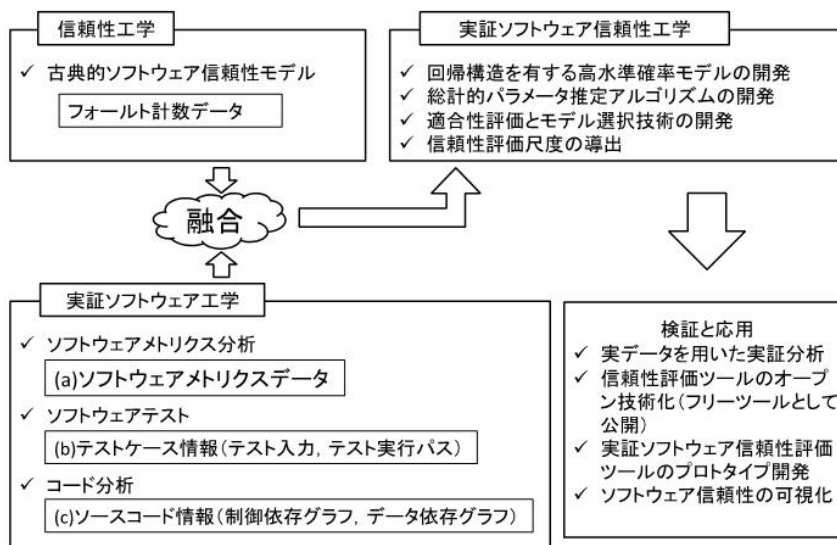 信頼性工学
✓ 古典的ソフトウェア信頼性モデル
フォールト計数データ
実証ソフトウェア信頼性工学
✓ 回帰構造を有する高水準確率モデルの開発
✓ 総計的パラメータ推定アルゴリズムの開発
✓ 適合性評価とモデル選択技術の開発
✓ 信頼性評価尺度の導出
融合
実証ソフトウェア工学
✓ ソフトウェアメトリクス分析
(a)ソフトウェアメトリクスデータ
✓ ソフトウェアテスト
(b)テストケース情報(テスト入力, テスト実行パス)
✓ コード分析
(c)ソースコード情報(制御依存グラフ, データ依存グラフ)
検証と応用
✓ 実データを用いた実証分析
✓ 信頼性評価ツールのオープ
ン技術化(フリーツールとして
公開)
✓ 実証ソフトウェア信頼性評価
ツールのプロトタイプ開発
✓ ソフトウェア信頼性の可視化